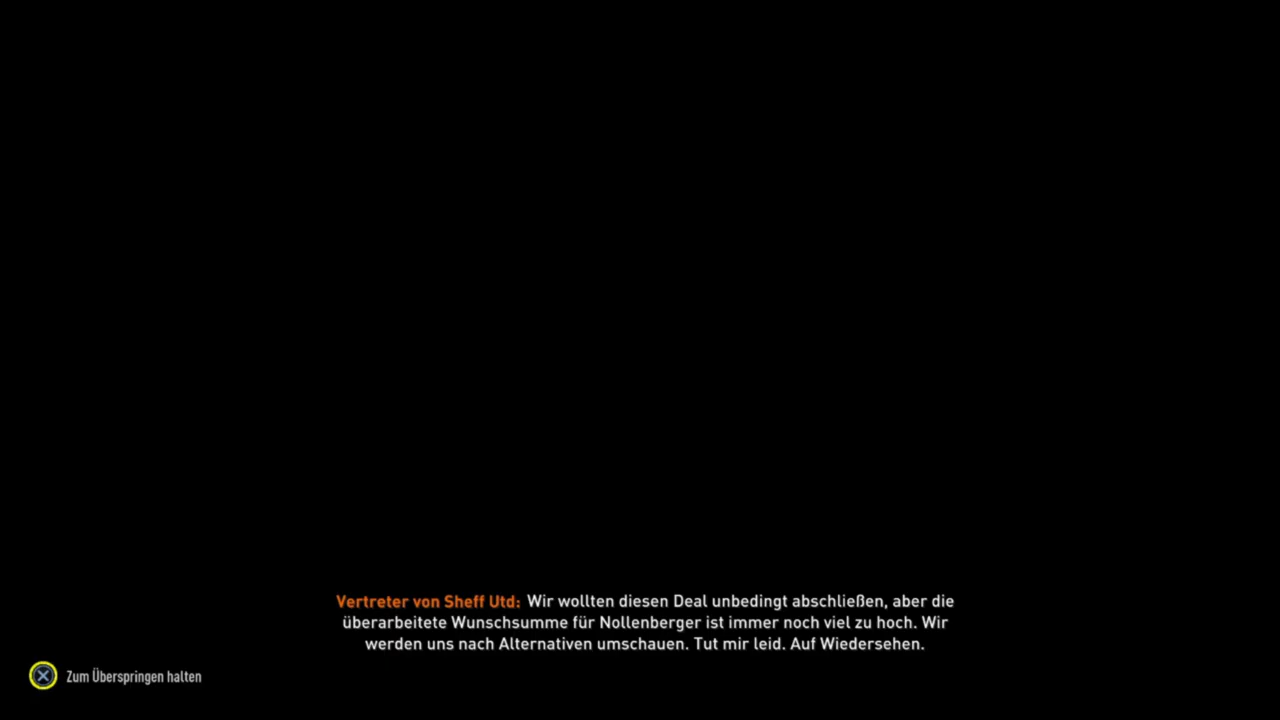 Vertreter von Sheff Utd: Wir wollten diesen Deal unbedingt abschließen, aber die
überarbeitete Wunschsumme für Nollenberger ist immer noch viel zu hoch. Wir
werden uns nach Alternativen umschauen. Tut mir leid. Auf Wiedersehen.
Zum Überspringen halten